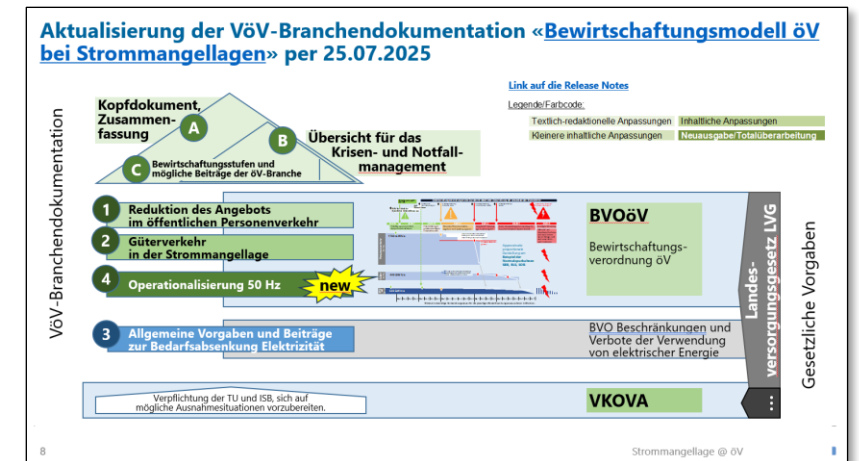 Aktualisierung der VöV-Branchendokumentation «Bewirtschaftungsmodell öV
bei Strommangellagen» per 25.07.2025
Link auf die Release Notes
Legende/Farbcode:
Textlich-redaktionelle Anpassungen
Inhaltliche Anpassungen
Kleinere inhaltliche Anpassungen
Neuausgabe/Totalüberarbeitung
VöV-Branchendokumentation
Kopfdokument,
Zusammen-
fassung
A
B
Übersicht für das
Krisen- und Notfall-
management
C
Bewirtschaftungsstufen und
mögliche Beiträge der öV-Branche
1
Reduktion des Angebots
im öffentlichen Personenverkehr
2
Güterverkehr
in der Strommangellage
4
Operationalisierung 50 Hz
new
BVOöV
Bewirtschaftungs-
verordnung öV
3
Allgemeine Vorgaben und Beiträge
zur Bedarfsabsenkung Elektrizität
BVO Beschränkungen und
Verbote der Verwendung
von elektrischer Energie
Verpflichtung der TU und ISB, sich auf
mögliche Ausnahmesituationen vorzubereiten.
VKOVA
Landes-
versorgungsgesetz LVG
...
Gesetzliche Vorgaben
8
Strommangellage @ öV